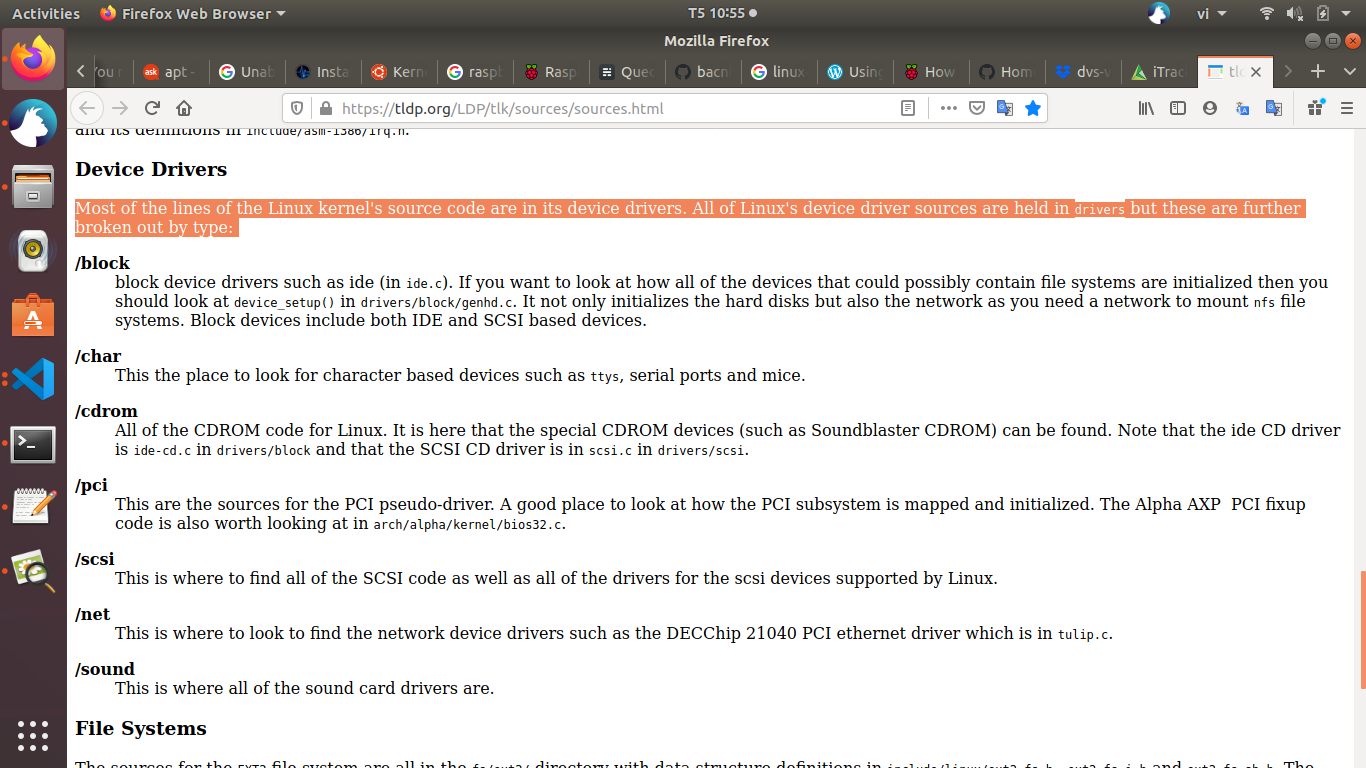 Activities Firefox Web Browser T5 10:55 vi
Mozilla Firefox
You r apt - Unab Insta Kern rasp Rasp Quec bacn linux Using How Hom dvs-v iTrac tlc
https://tldp.org/LDP/tlk/sources/sources.html
and its definitions in include/asm-i386/irq.h.
Device Drivers
Most of the lines of the Linux kernel's source code are in its device drivers. All of Linux's device driver sources are held in drivers but these are further
broken out by type:
/block
block device drivers such as ide (in ide.c). If you want to look at how all of the devices that could possibly contain file systems are initialized then you
should look at device_setup() in drivers/block/genhd.c. It not only initializes the hard disks but also the network as you need a network to mount nfs file
systems. Block devices include both IDE and SCSI based devices.
/char
This the place to look for character based devices such as ttys, serial ports and mice.
/cdrom
All of the CDROM code for Linux. It is here that the special CDROM devices (such as Soundblaster CDROM) can be found. Note that the ide CD driver
is ide-cd.c in drivers/block and that the SCSI CD driver is in scsi.c in drivers/scsi.
/pci
This are the sources for the PCI pseudo-driver. A good place to look at how the PCI subsystem is mapped and initialized. The Alpha AXP PCI fixup
code is also worth looking at in arch/alpha/kernel/bios32.c.
/scsi
This is where to find all of the SCSI code as well as all of the drivers for the scsi devices supported by Linux.
/net
This is where to look to find the network device drivers such as the DECChip 21040 PCI ethernet driver which is in tulip.c.
/sound
This is where all of the sound card drivers are.
File Systems
The sources for the EXT2 file system are all in the fs/ext2/ directory with data structure definitions in include/linux/ext2_fs.h, ext2_fs_i.h and ext2_fs_sb.h. The